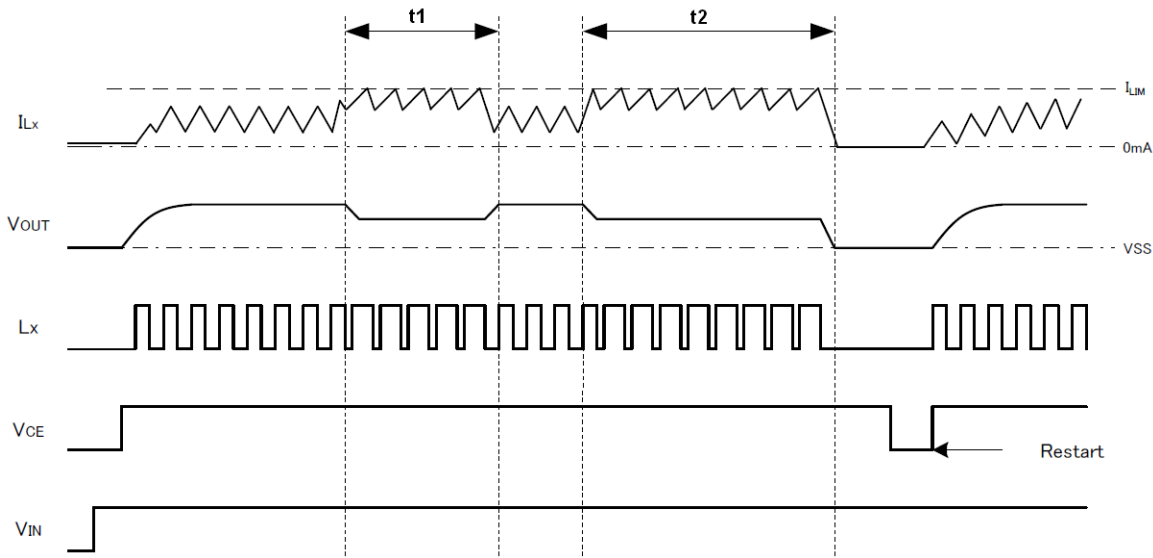 t1
t2
ILx
ILIM
0mA
VOUT
VSS
Lx
VCE
Restart
VIN